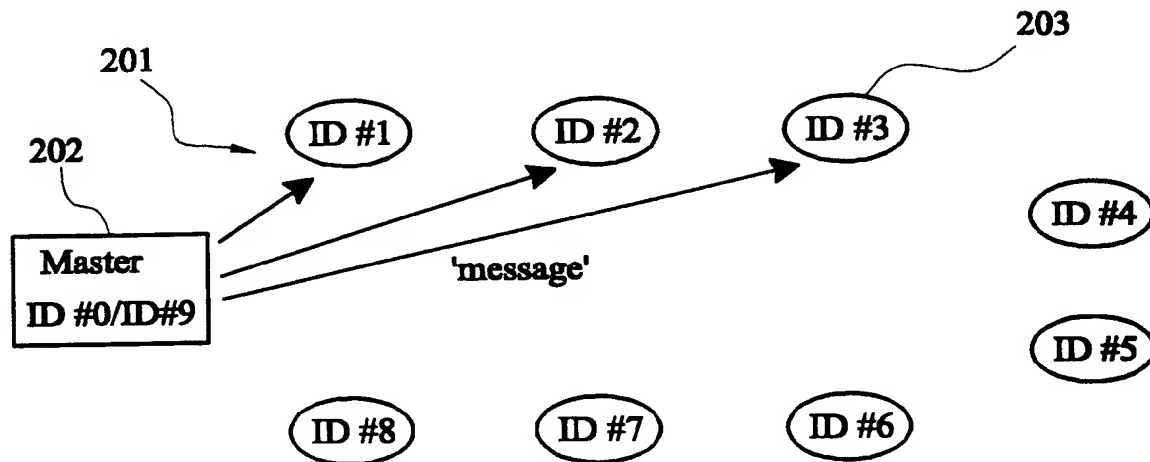 203
201
ID #1
ID #2
ID #3
202
ID #4
Master
ID #0/ID#9
'message'
ID #5
ID #8
ID #7
ID #6